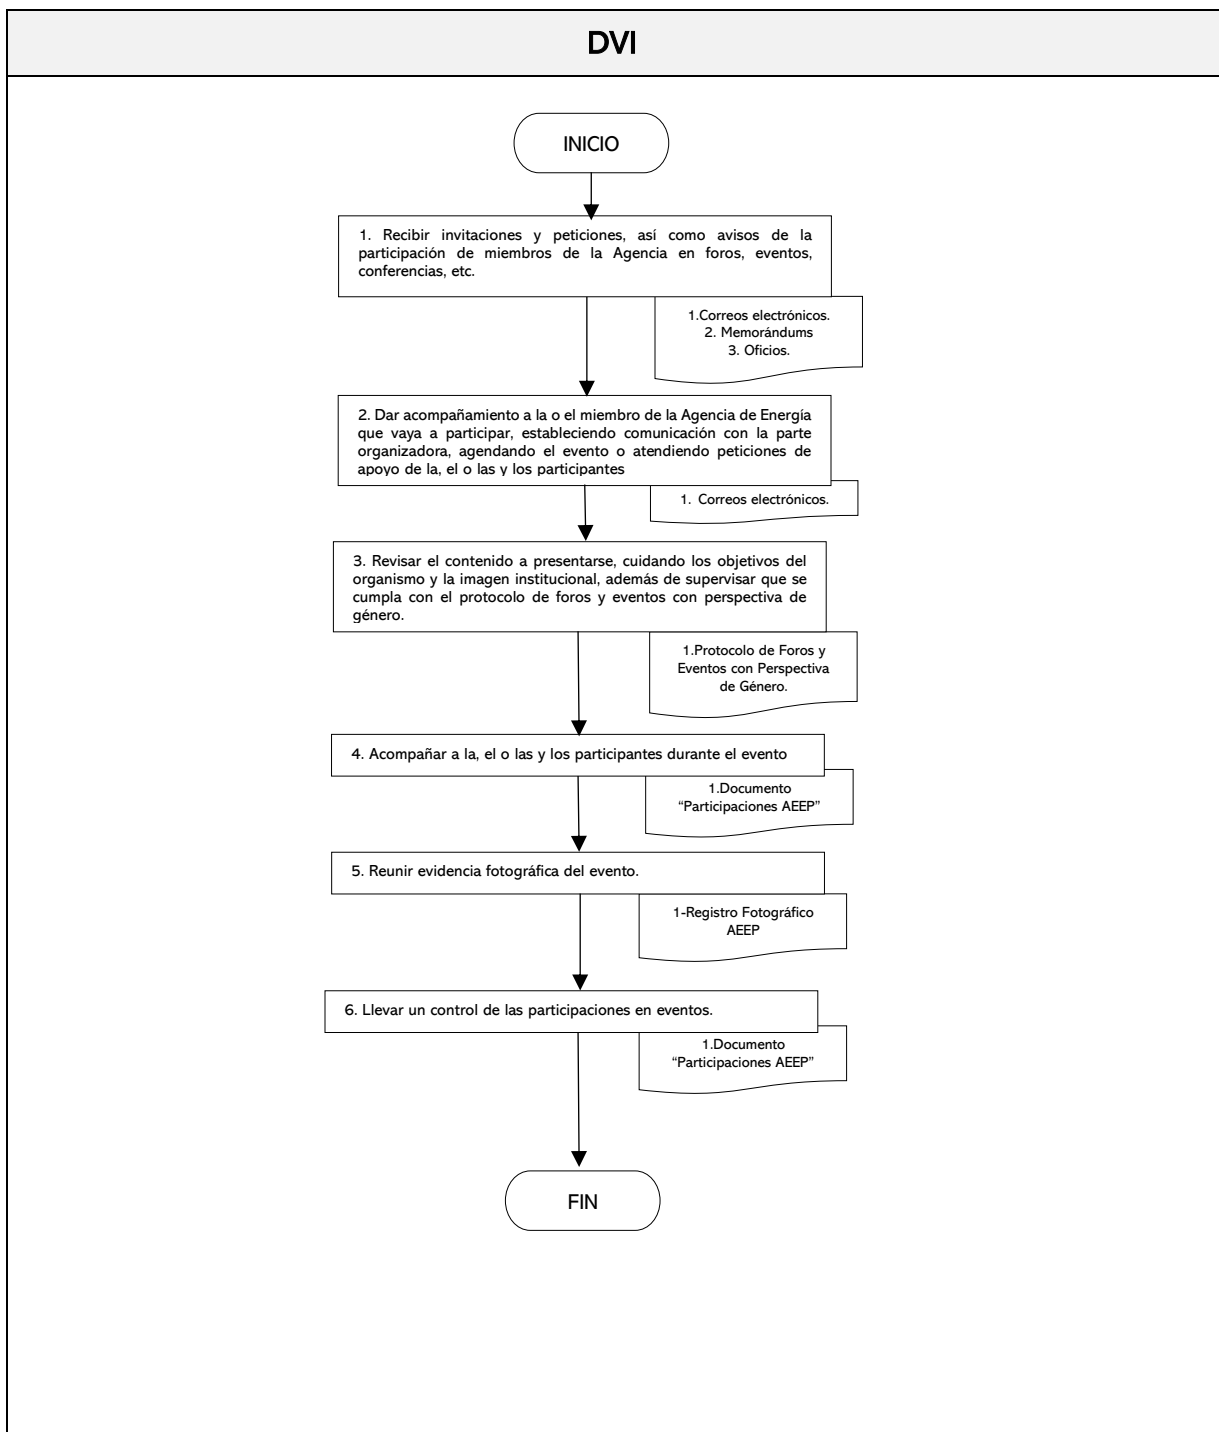 DVI
INICIO
1. Recibir invitaciones y peticiones, así como avisos de la
participación de miembros de la Agencia en foros, eventos,
conferencias, etc.
1.Correos electrónicos.
2. Memorándums
3. Oficios.
2. Dar acompañamiento a la o el miembro de la Agencia de Energía
que vaya a participar, estableciendo comunicación con la parte
organizadora, agendando el evento o atendiendo peticiones de
apoyo de la, el o las y los participantes
1. Correos electrónicos.
3. Revisar el contenido a presentarse, cuidando los objetivos del
organismo y la imagen institucional, además de supervisar que se
cumpla con el protocolo de foros y eventos con perspectiva de
género.
1.Protocolo de Foros y
Eventos con Perspectiva
de Género.
4. Acompañar a la, el o las y los participantes durante el evento
1.Documento
“Participaciones AEEP”
5. Reunir evidencia fotográfica del evento.
1-Registro Fotográfico
AEEP
6. Llevar un control de las participaciones en eventos.
1.Documento
“Participaciones AEEP”
FIN